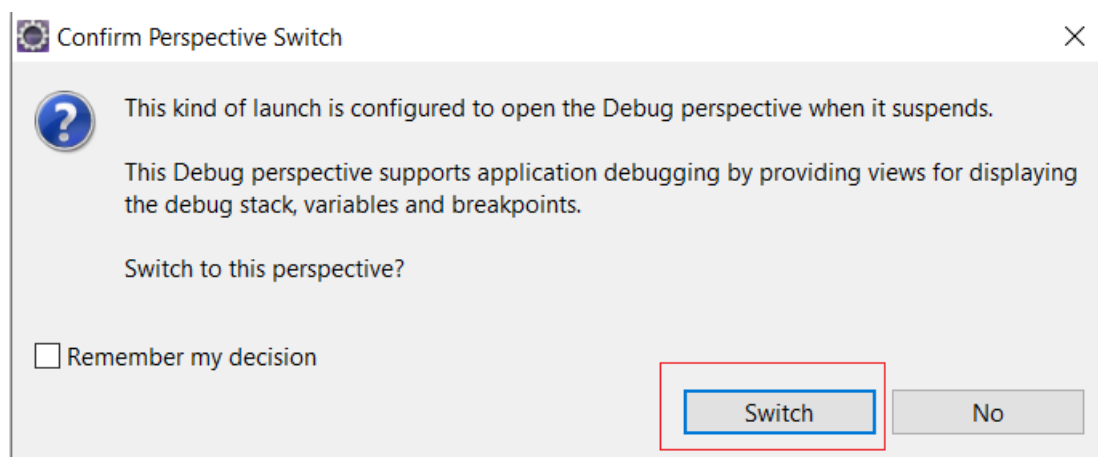 Confirm Perspective Switch
This kind of launch is configured to open the Debug perspective when it suspends.
This Debug perspective supports application debugging by providing views for displaying
the debug stack, variables and breakpoints.
Switch to this perspective?
Remember my decision
Switch
No